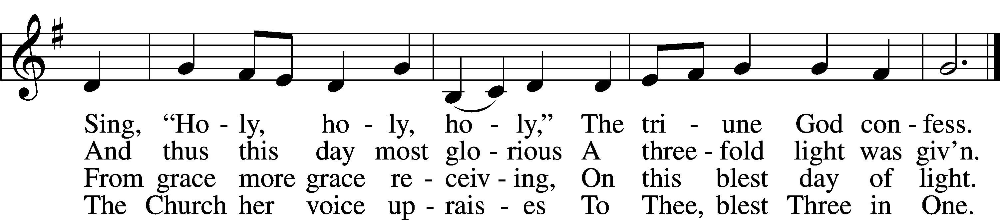 Sing, “Ho - ly, ho - ly, ho - ly,” The tri - une God con - fess.
And thus this day most glo - rious A three - fold light was giv’n.
From grace more grace re - ceiv - ing, On this blest day of light.
The Church her voice up - rais - es To Thee, blest Three in One.